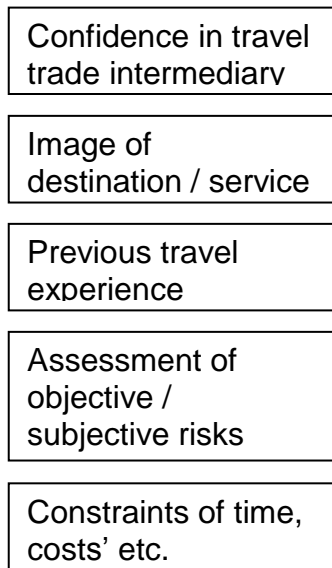 Confidence in travel
trade intermediary
Image of
destination / service
Previous travel
experience
Assessment of
objective /
subjective risks
Constraints of time,
costs’ etc.